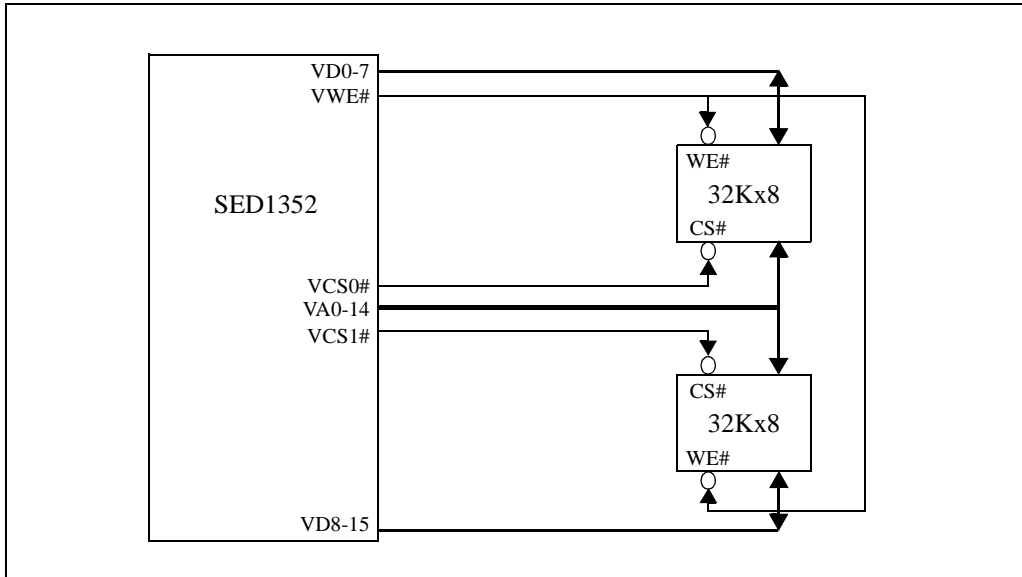 VD0-7
VWE#
WE#
32Kx8
SED1352
CS#
VCS0#
VA0-14
VCS1#
CS#
32Kx8
WE#
VD8-15